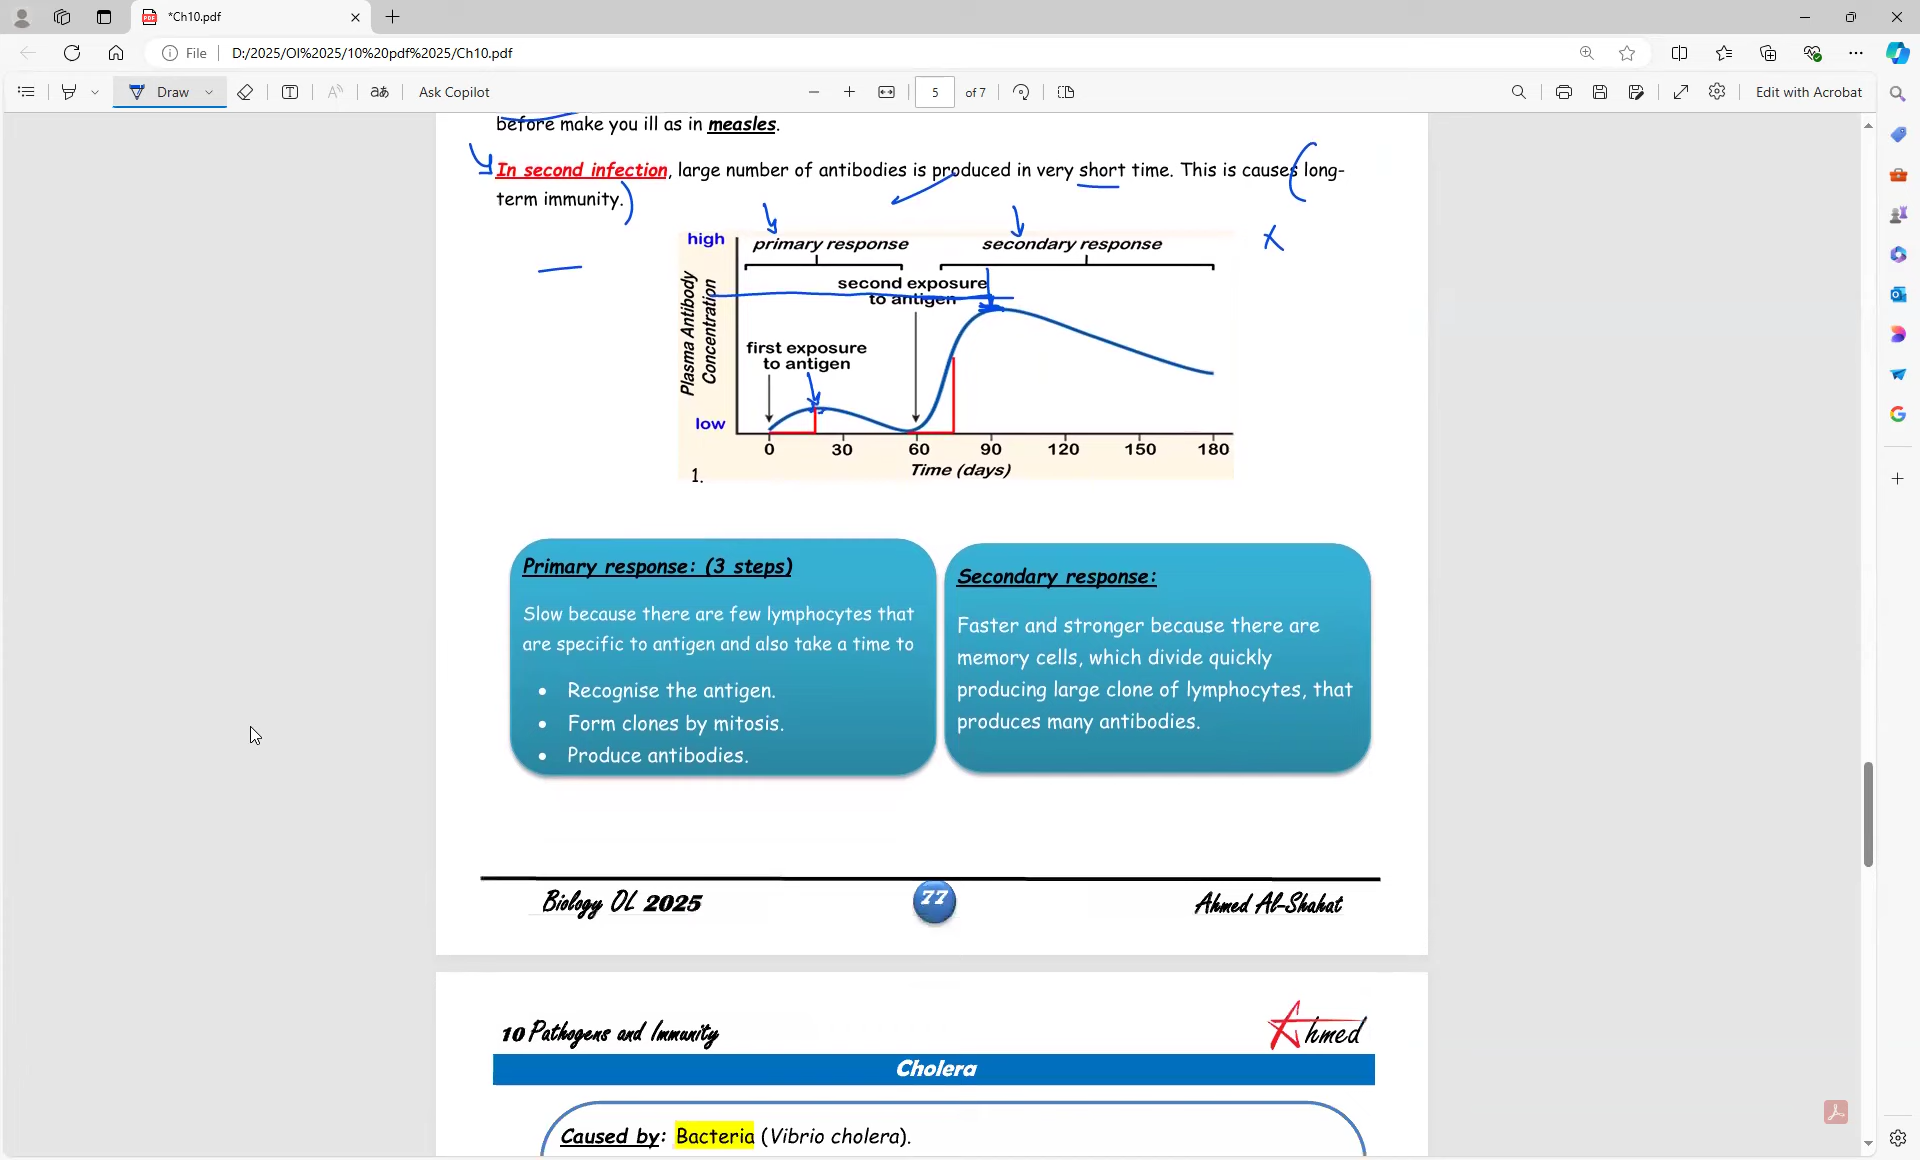 *Ch10.pdf
File
D:/2025/Ol%2025/10%20pdf%2025/Ch10.pdf
Draw
aあ
Ask Copilot
5
of 7
Edit with Acrobat
before make you ill as in measles.
In second infection, large number of antibodies is produced in very short time. This is causes long-
term immunity.
high
primary response
secondary response
second exposure
to antigen
Plasma Antibody
Concentration
first exposure
to antigen
low
0 30 60 90 120 150 180
Time (days)
1.
Primary response: (3 steps)
Slow because there are few lymphocytes that
are specific to antigen and also take a time to
• Recognise the antigen.
• Form clones by mitosis.
• Produce antibodies.
Secondary response:
Faster and stronger because there are
memory cells, which divide quickly
producing large clone of lymphocytes, that
produces many antibodies.
Biology OL 2025
77
Ahmed Al-Shahat
10 Pathogens and Immunity
Ahmed
Cholera
Caused by: Bacteria (Vibrio cholera).